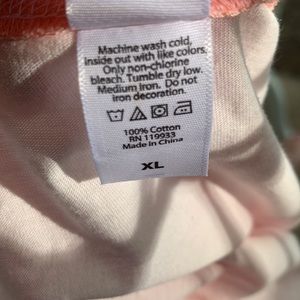 Machine wash cold,
inside out with like colors.
Only non-chlorine
bleach. Tumble dry low.
Medium iron. Do not
iron decoration.
100% Cotton
RN 119933
Made in China
XL